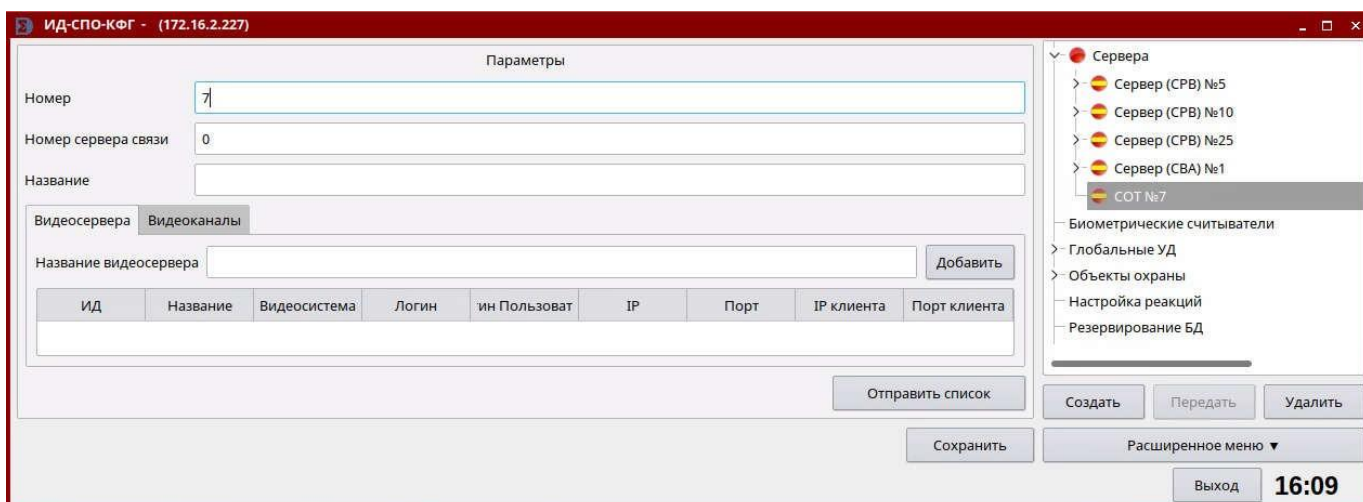 ИД-СПО-КФГ - (172.16.2.227)
Параметры
Номер
7
Номер сервера связи
0
Название
Видеосервера
Видеоканалы
Название видеосервера
Добавить
ИД
Название
Видеосистема
Логин
ин Пользоват
IP
Порт
IP клиента
Порт клиента
Отправить список
Сохранить
Сервера
Сервер (СРВ) №5
Сервер (СРВ) №10
Сервер (СРВ) №25
Сервер (СВА) №1
СОТ №7
Биометрические считыватели
Глобальные УД
Объекты охраны
Настройка реакций
Резервирование БД
Создать
Передать
Удалить
Расширенное меню ▼
Выход
16:09